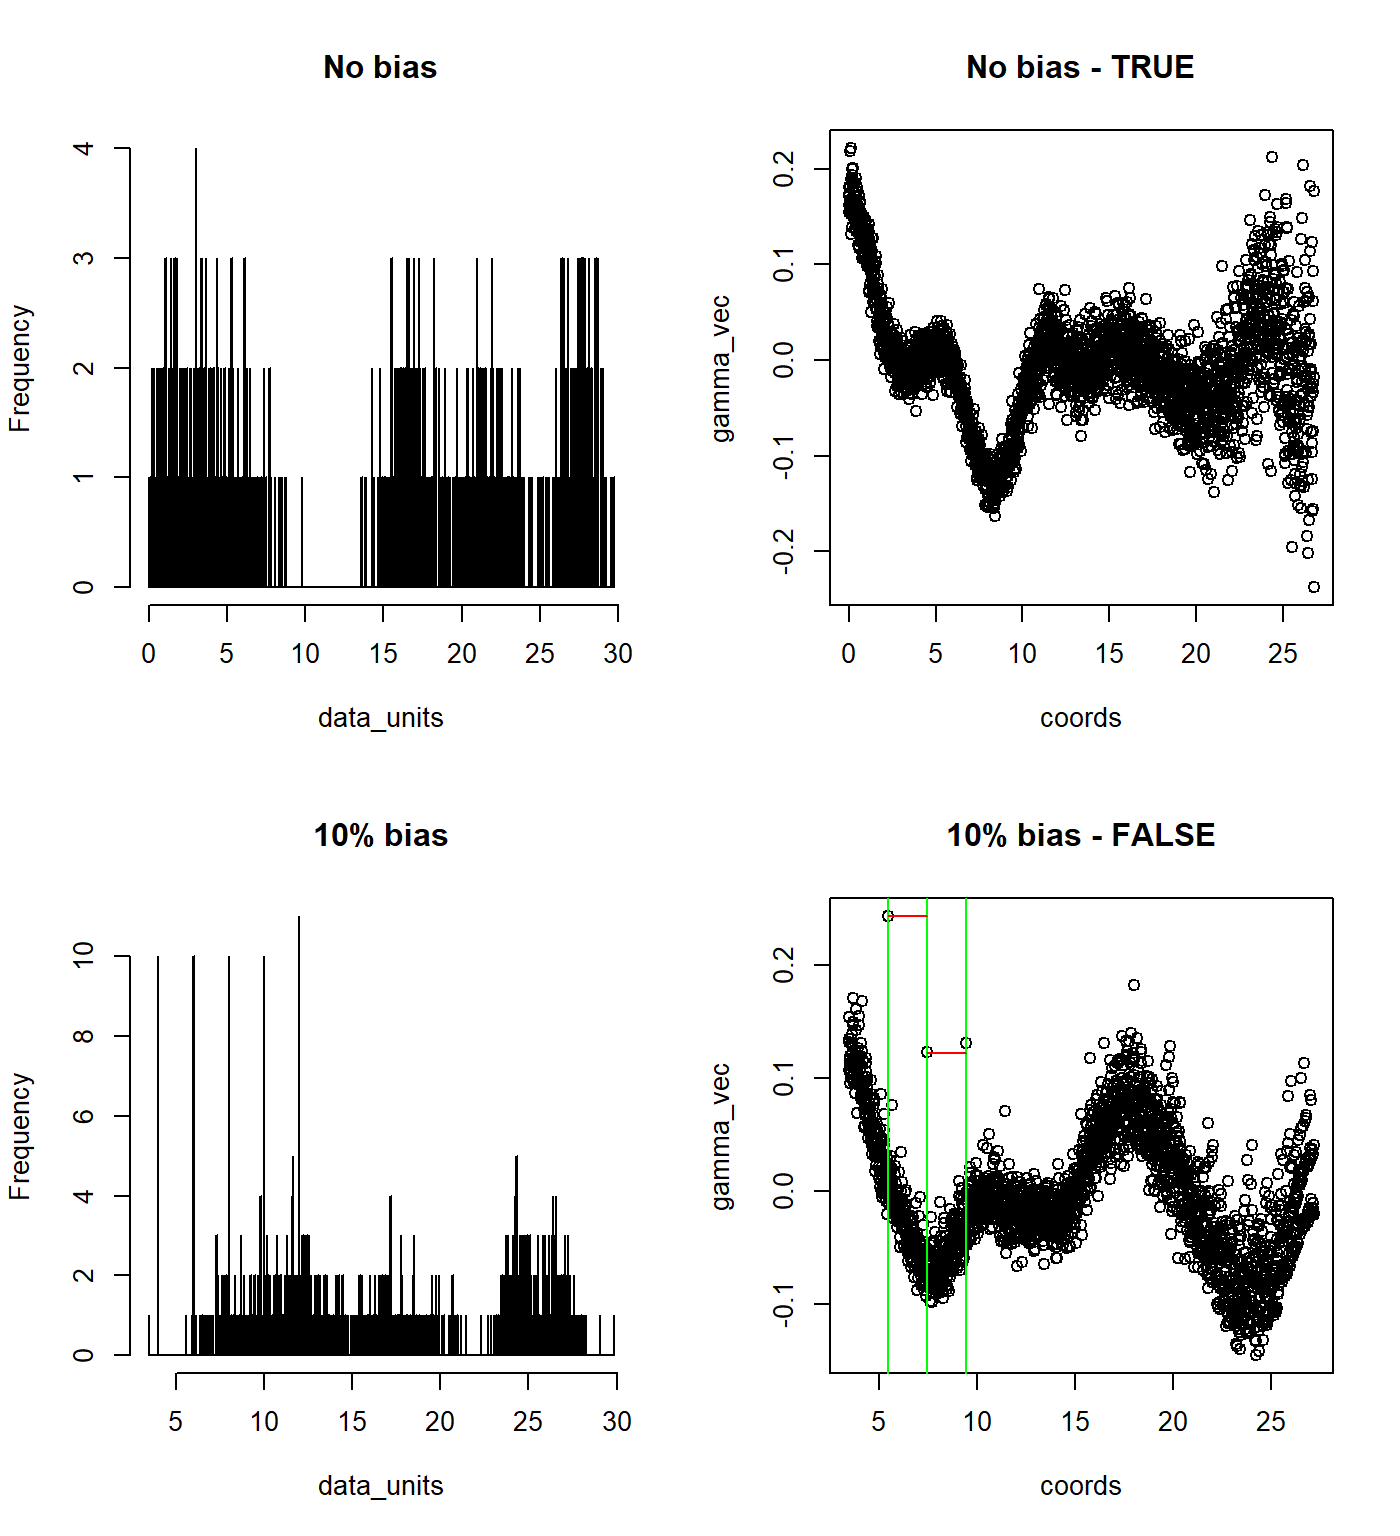 No bias
Frequency
4
3
2
1
0
0 5 10 15 20 25 30
data_units
No bias - TRUE
gamma_vec
0.2
0.1
0.0
-0.1
-0.2
0 5 10 15 20 25
coords
10% bias
Frequency
10
8
6
4
2
0
5 10 15 20 25 30
data_units
10% bias - FALSE
gamma_vec
0.2
0.1
0.0
-0.1
5 10 15 20 25
coords